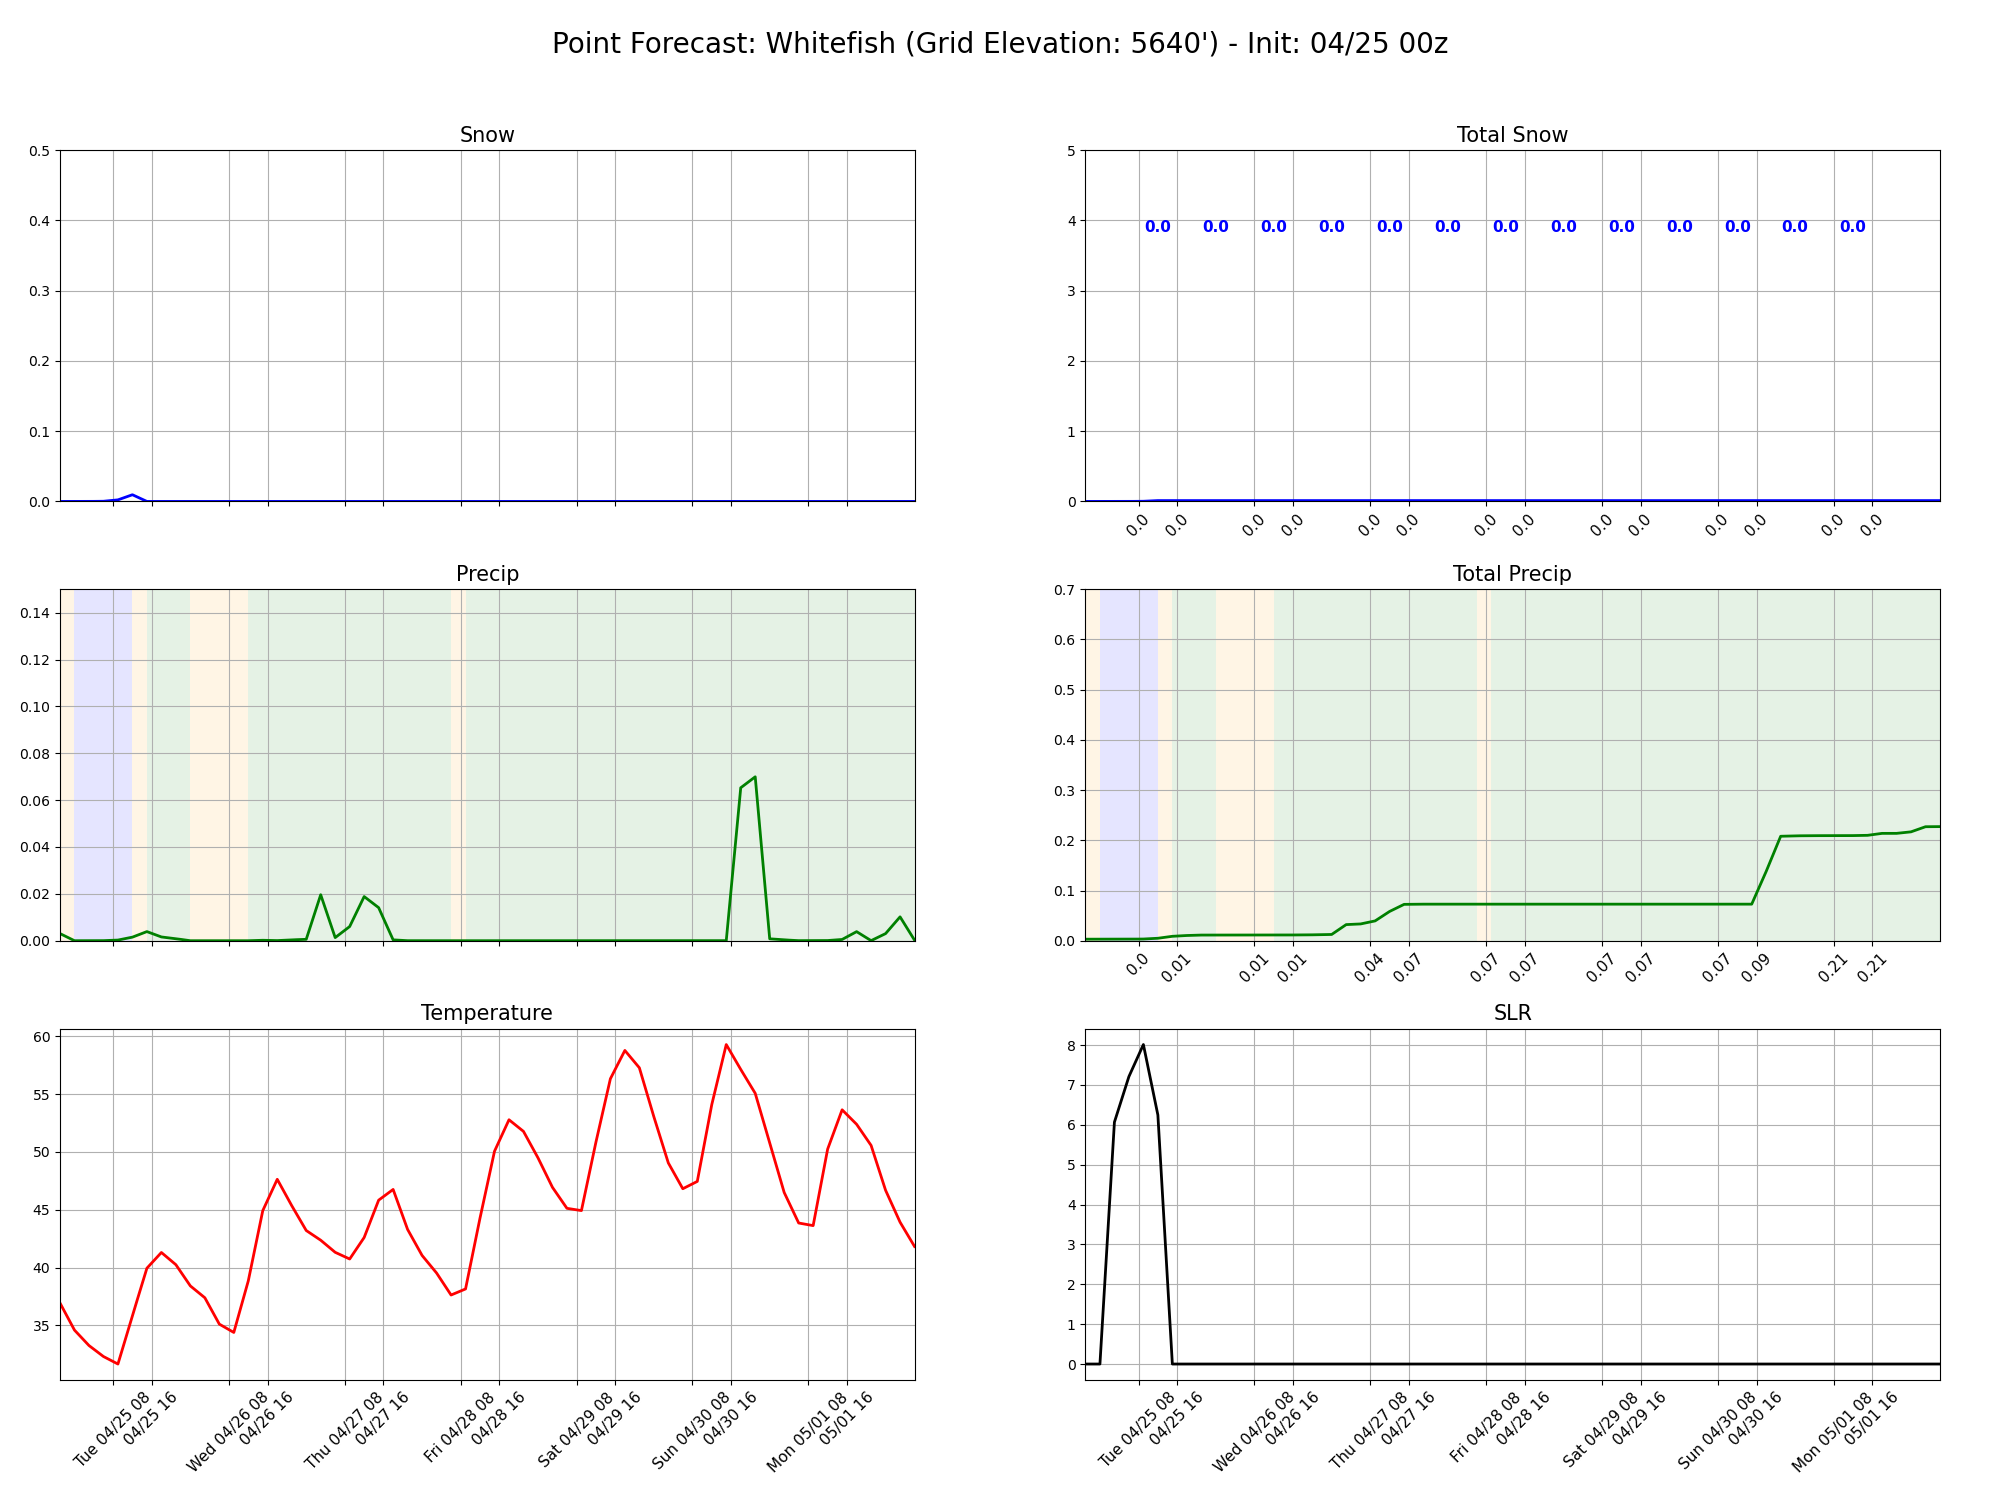 Point Forecast: Whitefish (Grid Elevation: 5640') - Init: 04/25 00z
Snow
0.5
0.4
0.3
0.2
0.1
0.0
Total Snow
5
4
3
2
1
0
0.0 0.0 0.0 0.0 0.0 0.0 0.0 0.0 0.0 0.0 0.0 0.0 0.0
0.0 0.0 0.0 0.0 0.0 0.0 0.0 0.0 0.0 0.0 0.0 0.0 0.0 0.0
Precip
0.14
0.12
0.10
0.08
0.06
0.04
0.02
0.00
Total Precip
0.7
0.6
0.5
0.4
0.3
0.2
0.1
0.0
0.0 0.01 0.01 0.01 0.04 0.07 0.07 0.07 0.07 0.07 0.07 0.09 0.21 0.21
Temperature
60
55
50
45
40
35
Tue 04/25 08
04/25 16
Wed 04/26 08
04/26 16
Thu 04/27 08
04/27 16
Fri 04/28 08
04/28 16
Sat 04/29 08
04/29 16
Sun 04/30 08
04/30 16
Mon 05/01 08
05/01 16
SLR
8
7
6
5
4
3
2
1
0
Tue 04/25 08
04/25 16
Wed 04/26 08
04/26 16
Thu 04/27 08
04/27 16
Fri 04/28 08
04/28 16
Sat 04/29 08
04/29 16
Sun 04/30 08
04/30 16
Mon 05/01 08
05/01 16